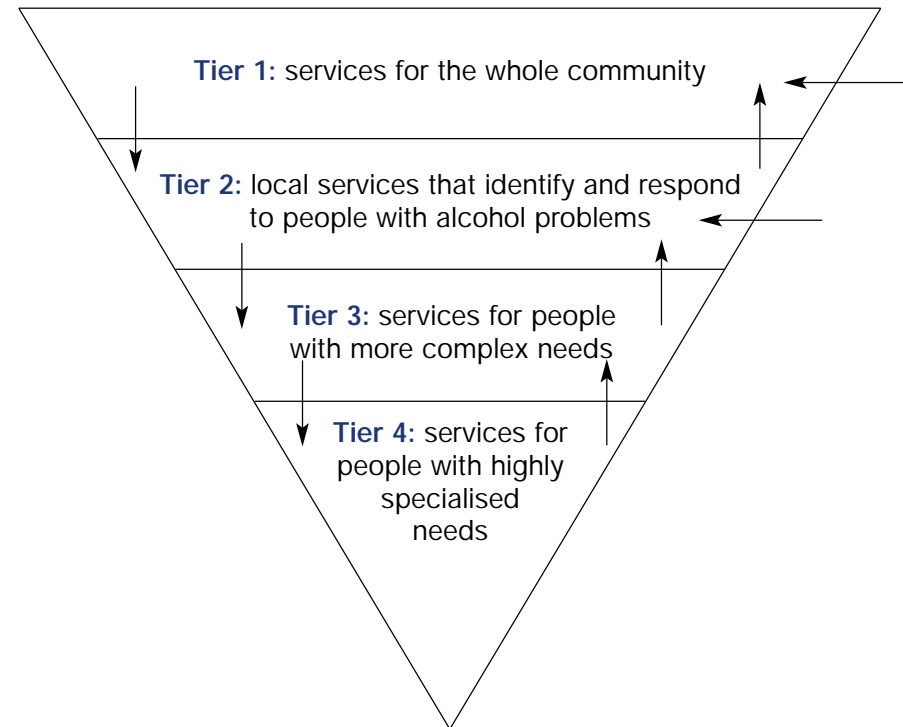 Tier 1: services for the whole community
Tier 2: local services that identify and respond
to people with alcohol problems
Tier 3: services for people
with more complex needs
Tier 4: services for
people with highly
specialised
needs